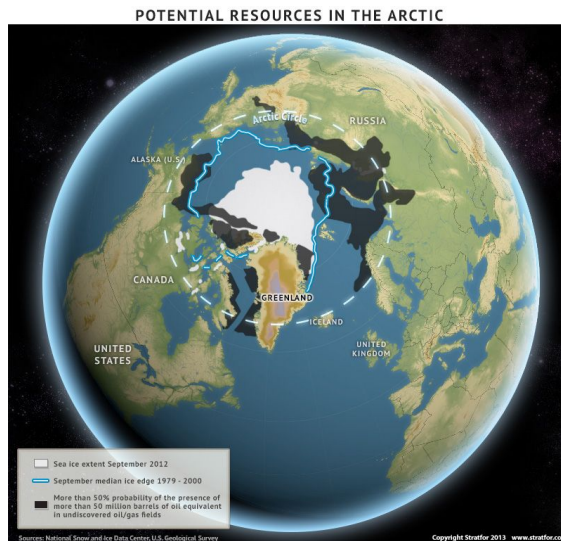 POTENTIAL RESOURCES IN THE ARCTIC
Arctic Circle
RUSSIA
ALASKA (U.S.)
CANADA
GREENLAND
ICELAND
UNITED
STATES
UNITED
KINGDOM
Sea ice extent September 2012
September median ice edge 1979 - 2000
More than 50% probability of the presence of
more than 50 million barrels of oil equivalent
in undiscovered oil/gas fields
Sources: National Snow and Ice Data Center, U.S. Geological Survey
Copyright Stratfor 2013 www.stratfor.co